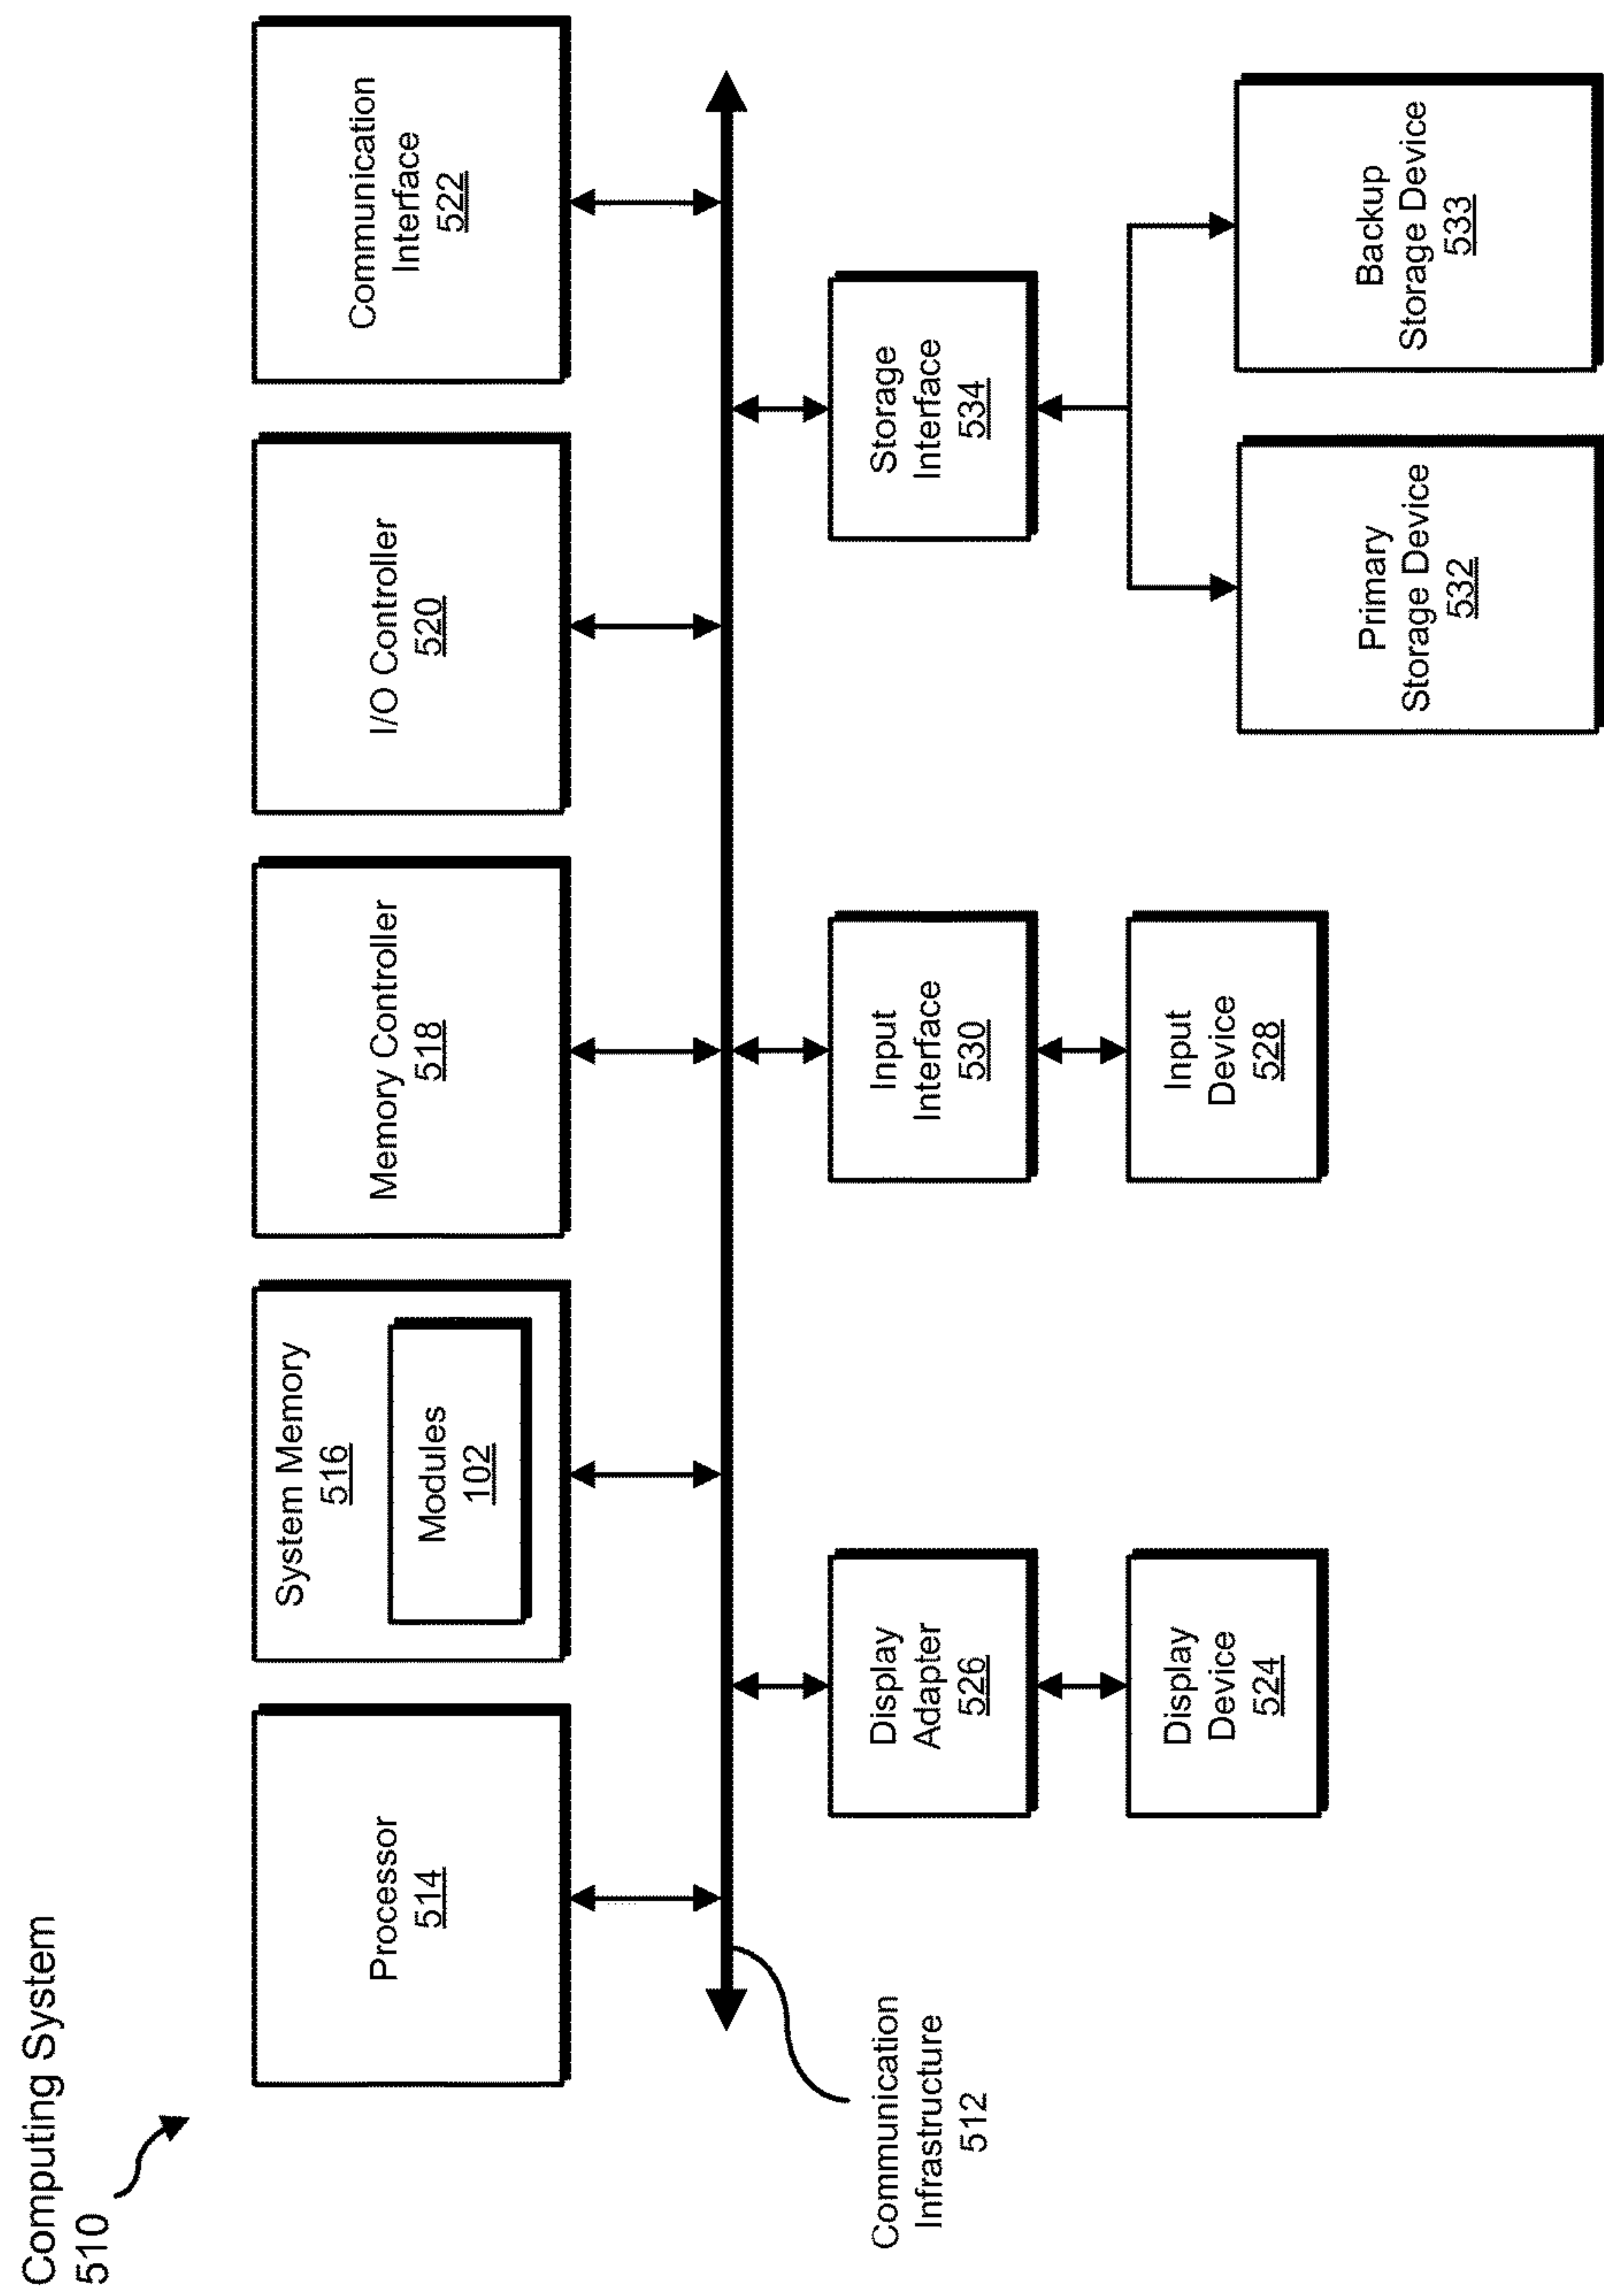 Computing System
510
Processor
514
System Memory
516
Modules
102
Memory Controller
518
I/O Controller
520
Communication
Interface
522
Communication
Infrastructure
512
Display
Adapter
526
Input
Interface
530
Storage
Interface
534
Display
Device
524
Input
Device
528
Primary
Storage Device
532
Backup
Storage Device
533